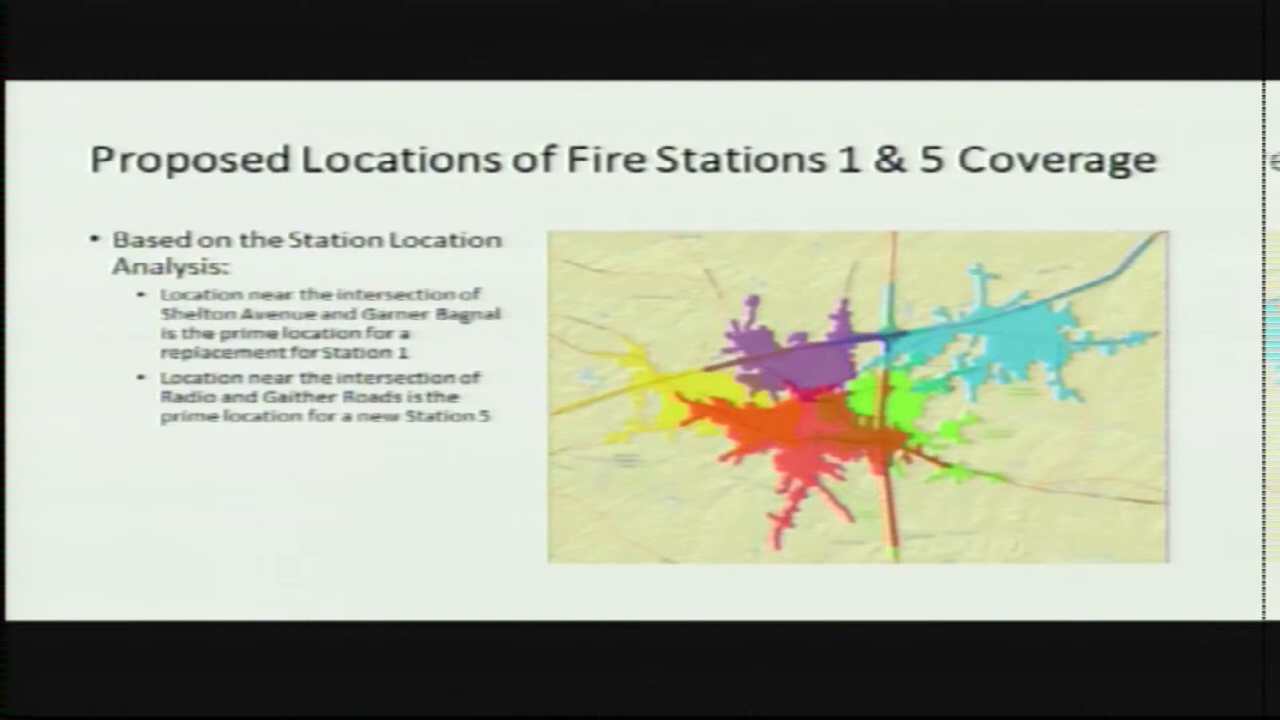 Proposed Locations of Fire Stations 1 & 5 Coverage
• Based on the Station Location
Analysis:
• Location near the intersection of
Shelton Avenue and Garner Bagnal
is the prime location for a
replacement for Station 1
• Location near the intersection of
Radio and Gaither Roads is the
prime location for a new Station 5